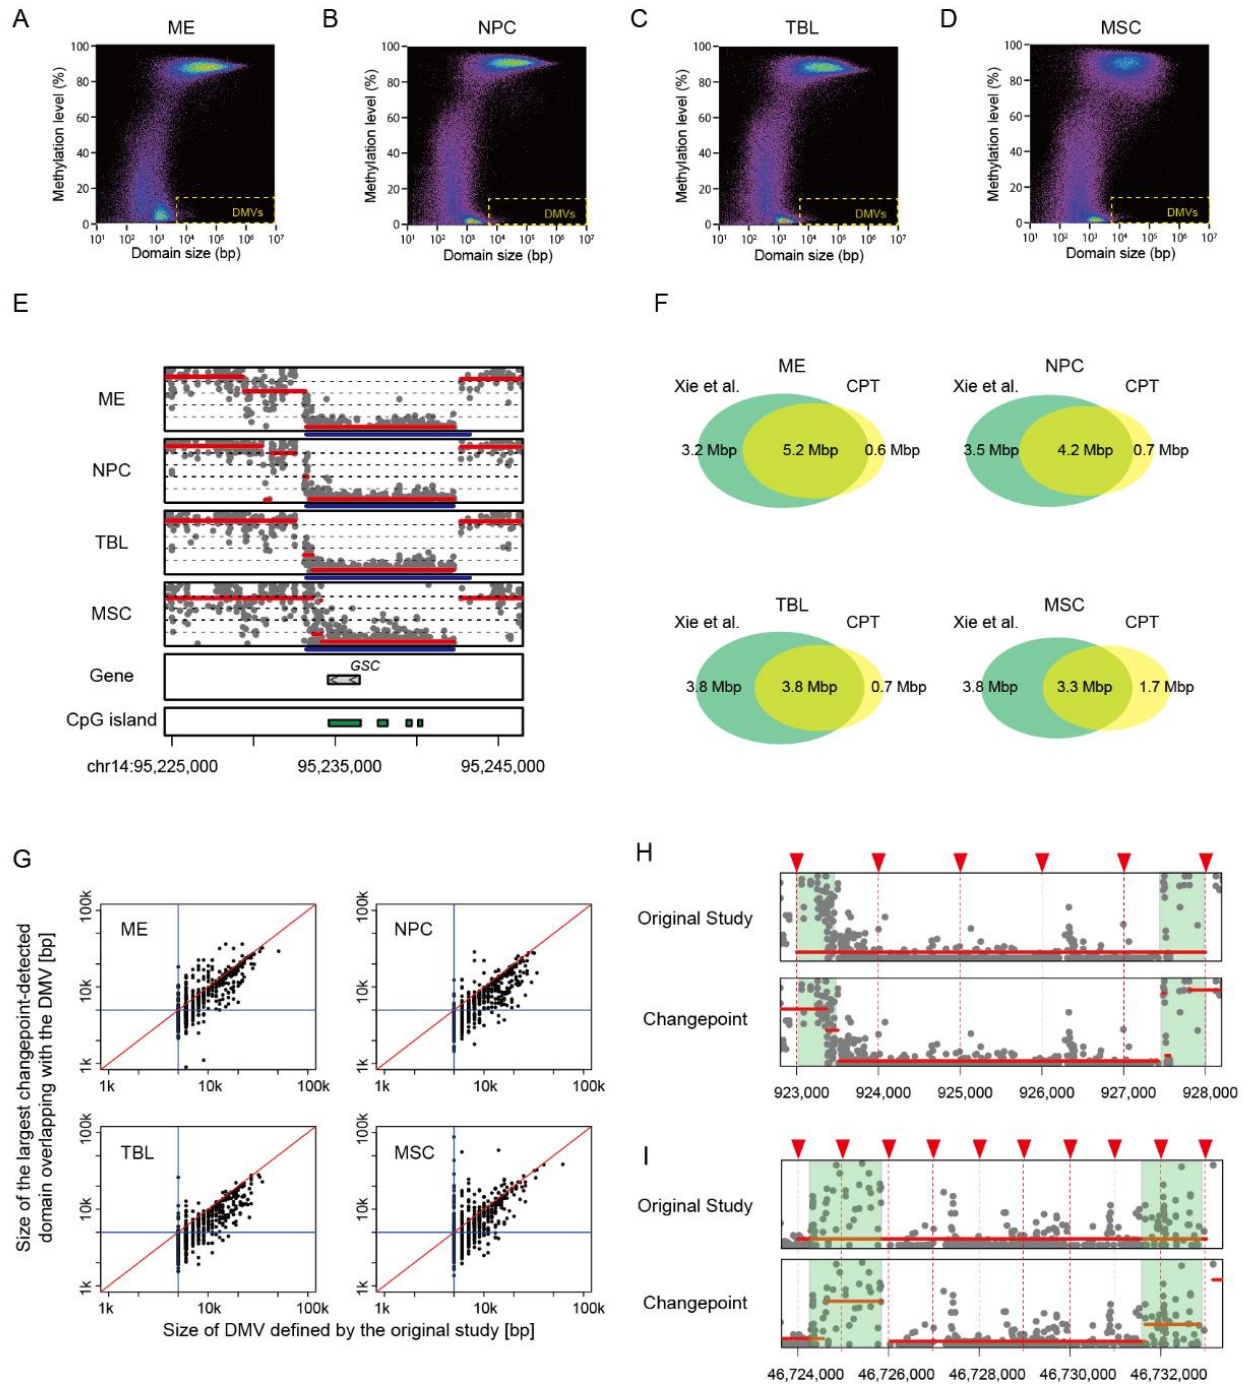 A
ME
Methylation level (%)
100
80
60
40
20
0
DMVs
10¹ 10² 10³ 10⁴ 10⁵ 10⁶ 10⁷
Domain size (bp)
B
NPC
Methylation level (%)
100
80
60
40
20
0
DMVs
10¹ 10² 10³ 10⁴ 10⁵ 10⁶ 10⁷
Domain size (bp)
C
TBL
Methylation level (%)
100
80
60
40
20
0
DMVs
10¹ 10² 10³ 10⁴ 10⁵ 10⁶ 10⁷
Domain size (bp)
D
MSC
Methylation level (%)
100
80
60
40
20
0
DMVs
10¹ 10² 10³ 10⁴ 10⁵ 10⁶ 10⁷
Domain size (bp)
E
ME
NPC
TBL
MSC
Gene
GSC
CpG island
chr14:95,225,000 95,235,000 95,245,000
F
ME
Xie et al. CPT
3.2 Mbp 5.2 Mbp 0.6 Mbp
NPC
Xie et al. CPT
3.5 Mbp 4.2 Mbp 0.7 Mbp
TBL
Xie et al. CPT
3.8 Mbp 3.8 Mbp 0.7 Mbp
MSC
Xie et al. CPT
3.8 Mbp 3.3 Mbp 1.7 Mbp
G
Size of the largest changepoint-detected
domain overlapping with the DMV [bp]
ME
100k
10k
1k
1k 10k 100k
NPC
100k
10k
1k
1k 10k 100k
TBL
100k
10k
1k
1k 10k 100k
MSC
100k
10k
1k
1k 10k 100k
Size of DMV defined by the original study [bp]
H
Original Study
Changepoint
923,000 924,000 925,000 926,000 927,000 928,000
I
Original Study
Changepoint
46,724,000 46,726,000 46,728,000 46,730,000 46,732,000